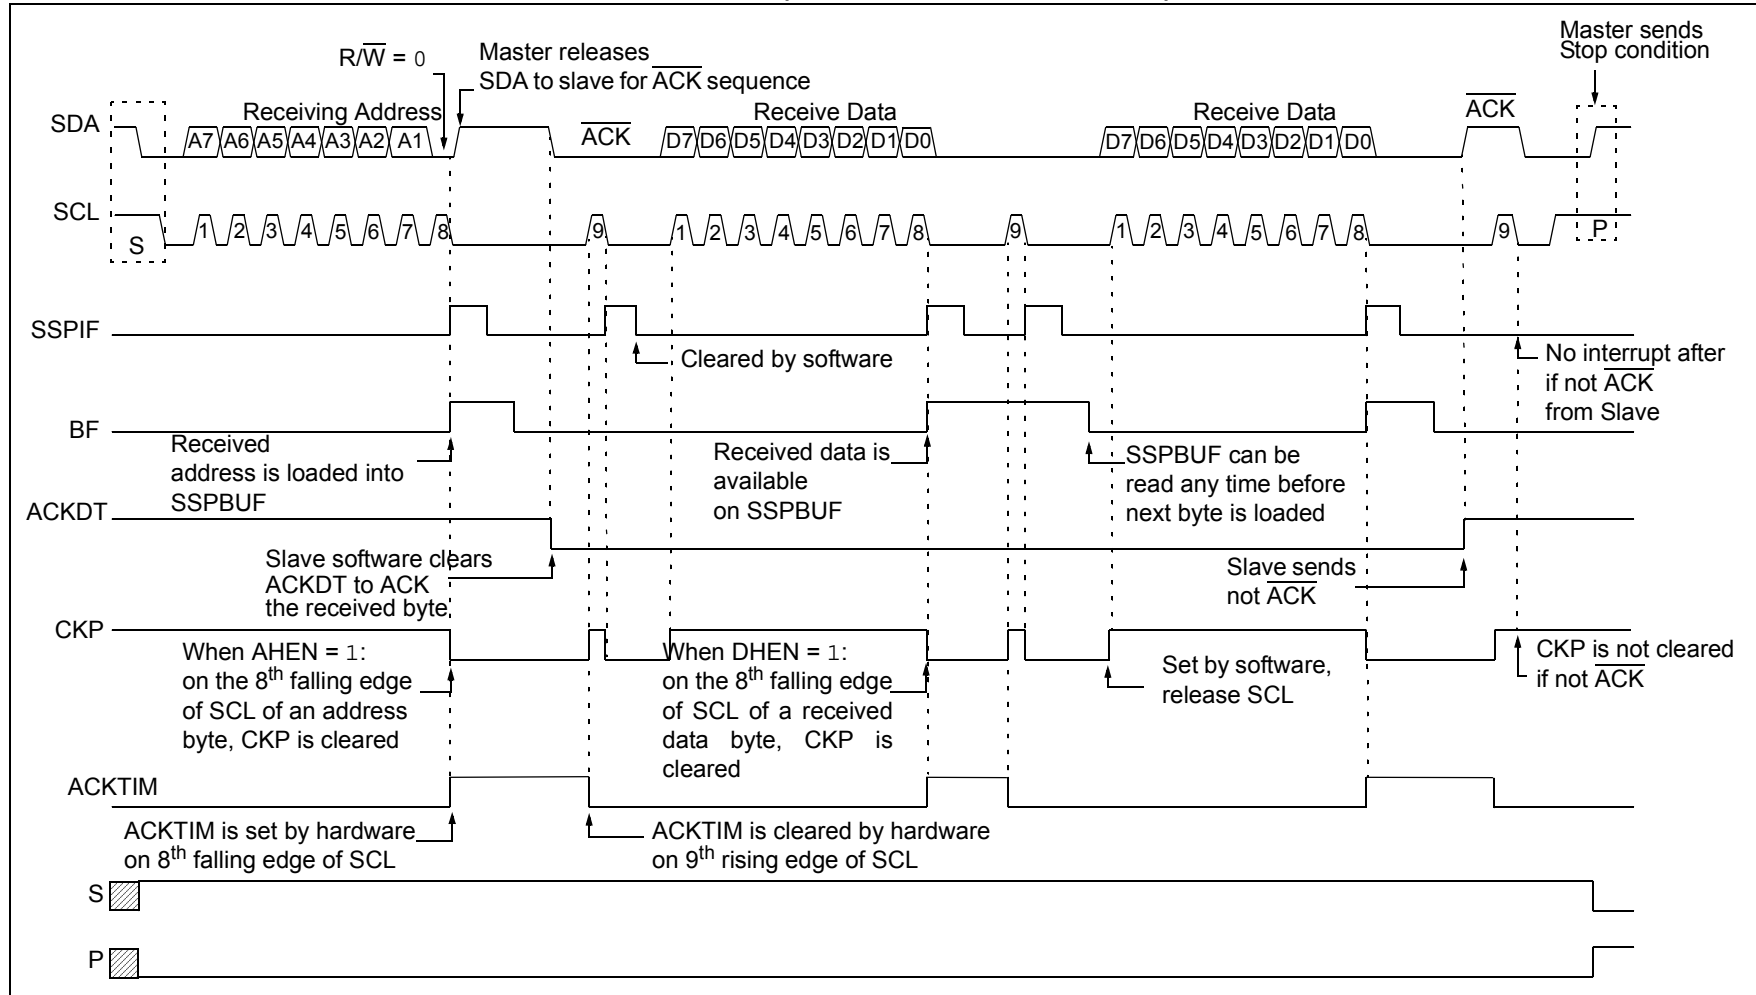 Master sends
Stop condition
R/W = 0
Master releases
SDA to slave for ACK sequence
Receiving Address
Receive Data
Receive Data
ACK
SDA
A7 A6 A5 A4 A3 A2 A1
ACK
D7 D6 D5 D4 D3 D2 D1 D0
D7 D6 D5 D4 D3 D2 D1 D0
SCL
S
1 2 3 4 5 6 7 8 9
1 2 3 4 5 6 7 8 9
1 2 3 4 5 6 7 8 9
P
SSPIF
Cleared by software
No interrupt after
if not ACK
from Slave
BF
Received
address is loaded into
SSPBUF
Received data is
available
on SSPBUF
SSPBUF can be
read any time before
next byte is loaded
ACKDT
Slave software clears
ACKDT to ACK
the received byte
Slave sends
not ACK
CKP
When AHEN = 1:
on the 8th falling edge
of SCL of an address
byte, CKP is cleared
When DHEN = 1:
on the 8th falling edge
of SCL of a received
data byte, CKP is
cleared
Set by software,
release SCL
CKP is not cleared
if not ACK
ACKTIM
ACKTIM is set by hardware
on 8th falling edge of SCL
ACKTIM is cleared by hardware
on 9th rising edge of SCL
S
P